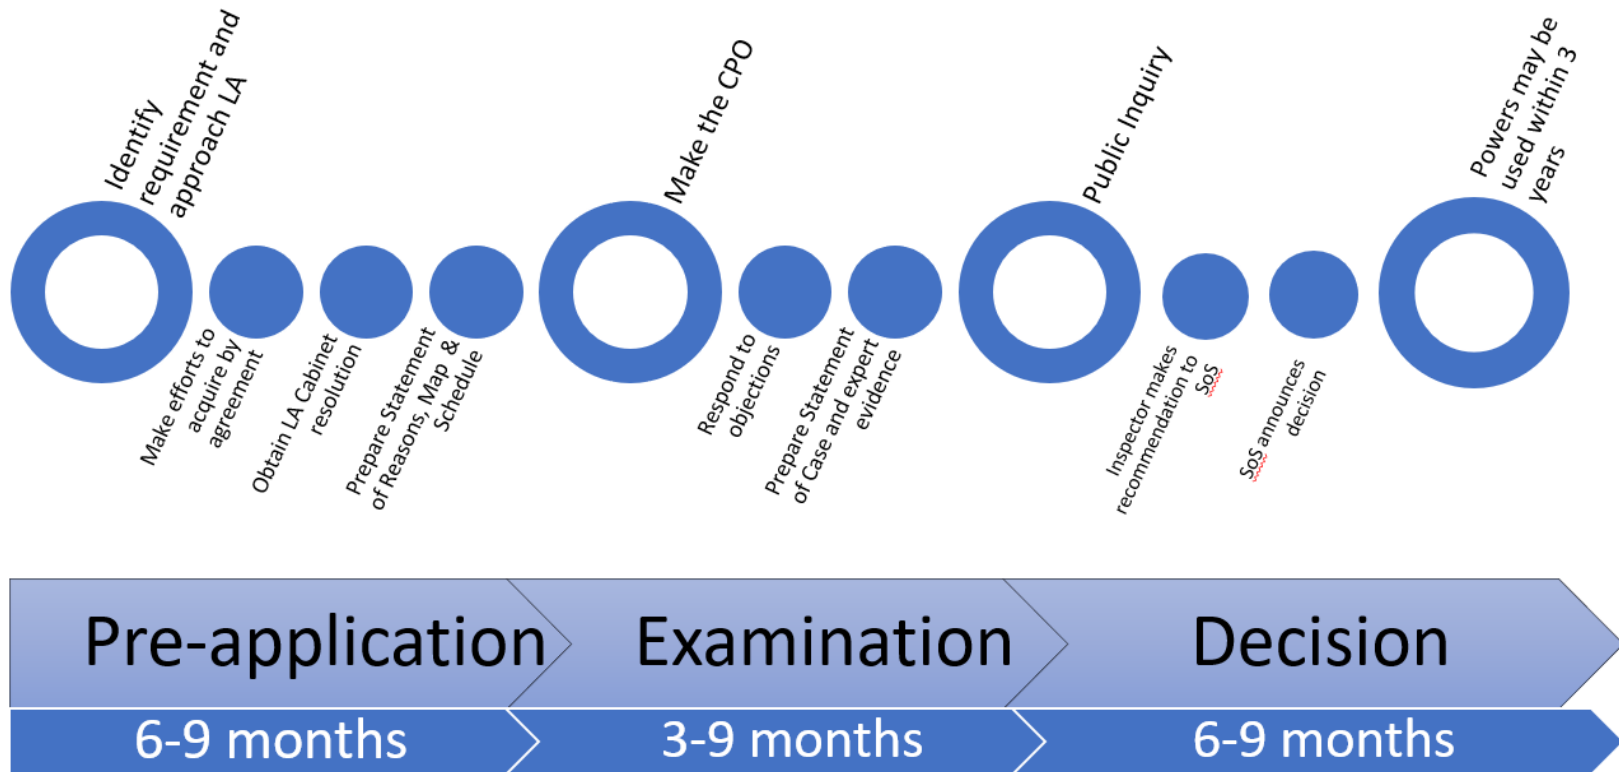 Identify
requirement and
approach LA
Make efforts to
acquire by
agreement
Obtain LA Cabinet
resolution
Prepare Statement
of Reasons, Map &
Schedule
Make the CPO
Respond to
objections
Prepare Statement
of Case and expert
evidence
Public Inquiry
Inspector makes
recommendation to
SoS
SoS announces
decision
Powers may be
used within 3
years
Pre-application
Examination
Decision
6-9 months
3-9 months
6-9 months